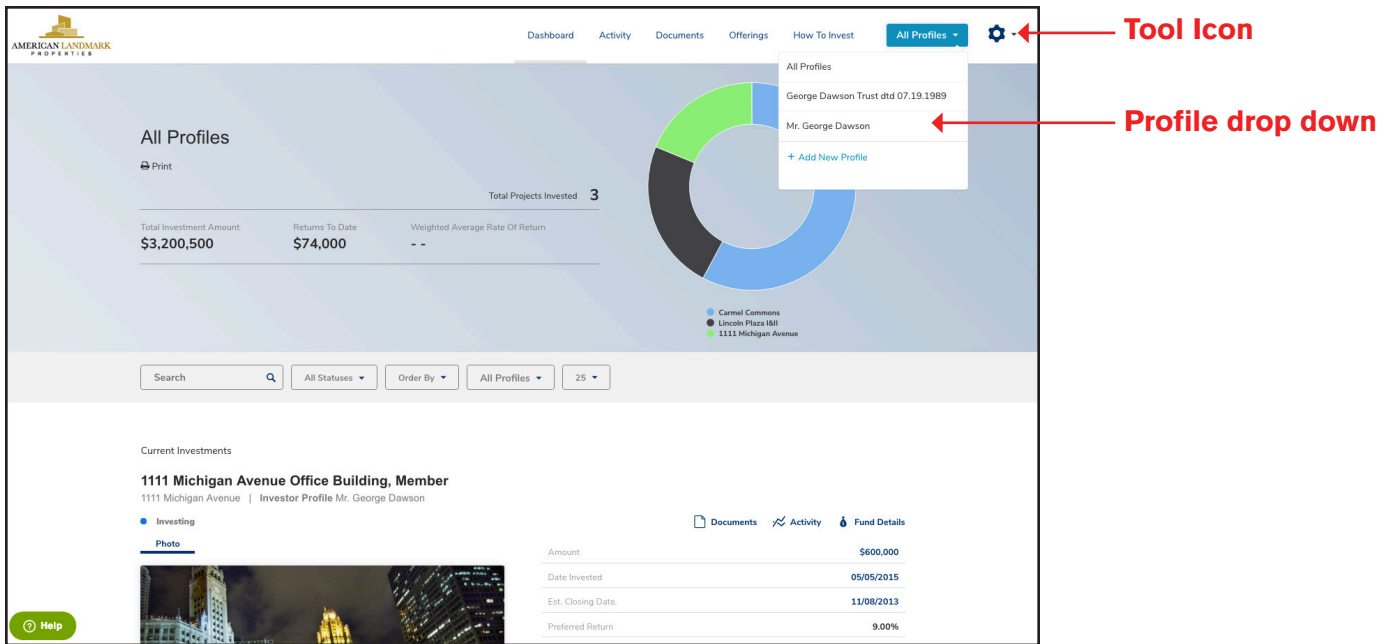 AMERICAN LANDMARK
PROPERTIES
Dashboard Activity Documents Offerings How To Invest All Profiles
Tool Icon
All Profiles
George Dawson Trust dtd 07.19.1989
Mr. George Dawson
Profile drop down
+ Add New Profile
All Profiles
Print
Total Projects Invested 3
Total Investment Amount Returns To Date Weighted Average Rate Of Return
$3,200,500 $74,000 - -
Carmel Commons
Lincoln Plaza I&II
1111 Michigan Avenue
Search All Statuses Order By All Profiles 25
Current Investments
1111 Michigan Avenue Office Building, Member
1111 Michigan Avenue | Investor Profile Mr. George Dawson
Investing
Documents Activity Fund Details
Photo
Amount $600,000
Date Invested 05/05/2015
Est. Closing Date. 11/08/2013
Preferred Return 9.00%
Help